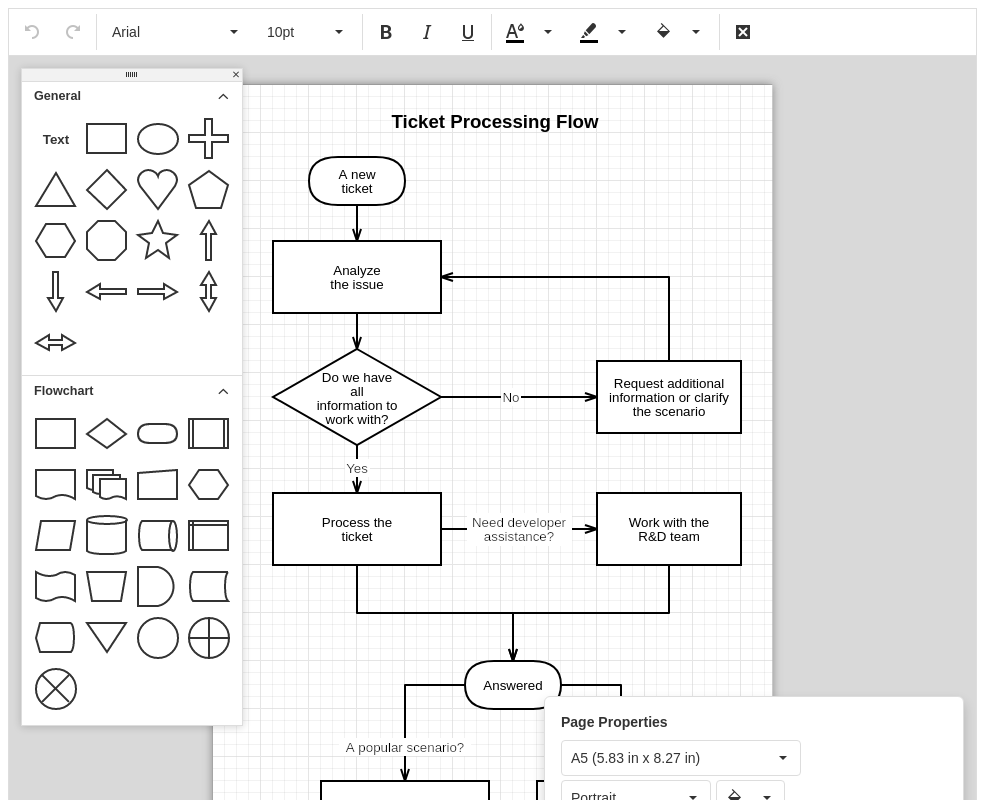 Arial
10pt
B
I
U
A
General
Text
Flowchart
Ticket Processing Flow
A new
ticket
Analyze
the issue
Do we have
all
information to
work with?
No
Request additional
information or clarify
the scenario
Yes
Process the
ticket
Need developer
assistance?
Work with the
R&D team
Answered
A popular scenario?
Page Properties
A5 (5.83 in x 8.27 in)
Portrait